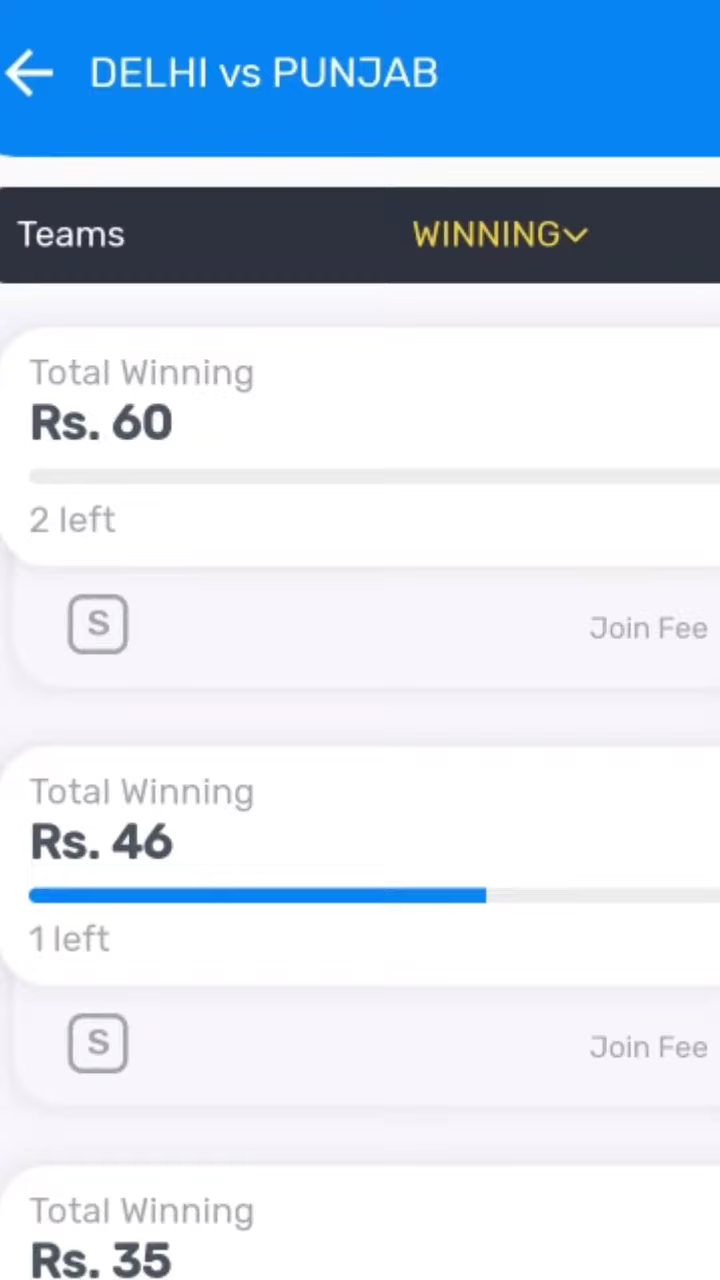 DELHI vs PUNJAB
Teams WINNING
Total Winning
Rs. 60
2 left
S Join Fee
Total Winning
Rs. 46
1 left
S Join Fee
Total Winning
Rs. 35